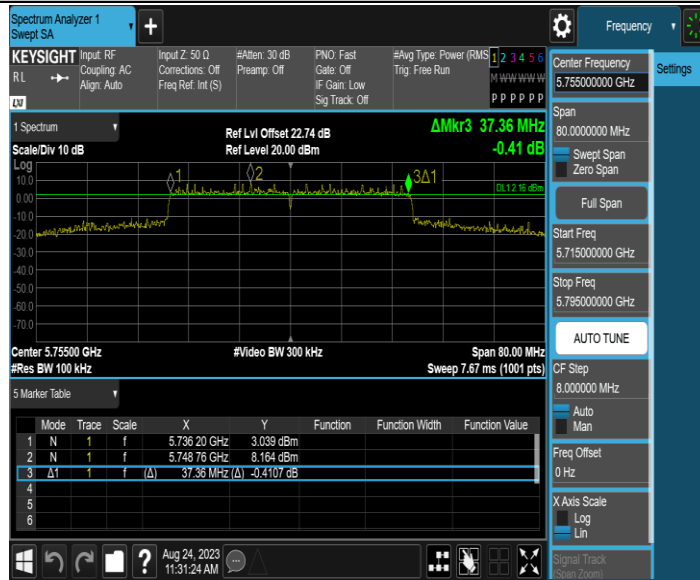 Spectrum Analyzer 1
Swept SA
+
Frequency
KEYSIGHT
RL
LXI
Input: RF
Coupling: AC
Align: Auto
Input Z: 50 Ω
Corrections: Off
Freq Ref: Int (S)
#Atten: 30 dB
Preamp: Off
PNO: Fast
Gate: Off
IF Gain: Low
Sig Track: Off
#Avg Type: Power (RMS
Trig: Free Run
1 2 3 4 5 6
M W W W W W
P P P P P P
Center Frequency
5.755000000 GHz
Settings
Span
80.0000000 MHz
Swept Span
Zero Span
Full Span
Start Freq
5.715000000 GHz
Stop Freq
5.795000000 GHz
AUTO TUNE
CF Step
8.000000 MHz
Auto
Man
Freq Offset
0 Hz
X Axis Scale
Log
Lin
Signal Track
(Span Zoom)
1 Spectrum
Scale/Div 10 dB
Ref Lvl Offset 22.74 dB
Ref Level 20.00 dBm
ΔMkr3 37.36 MHz
-0.41 dB
Log
10.0
0.00
-10.0
-20.0
-30.0
-40.0
-50.0
-60.0
-70.0
1
2
3Δ1
DL1 2.16 dBm
Center 5.75500 GHz
#Res BW 100 kHz
#Video BW 300 kHz
Span 80.00 MHz
Sweep 7.67 ms (1001 pts)
5 Marker Table
Mode Trace Scale X Y Function Function Width Function Value
1 N 1 f 5.736 20 GHz 3.039 dBm
2 N 1 f 5.748 76 GHz 8.164 dBm
3 Δ1 1 f (Δ) 37.36 MHz (Δ) -0.4107 dB
4
5
6
?
Aug 24, 2023
11:31:24 AM